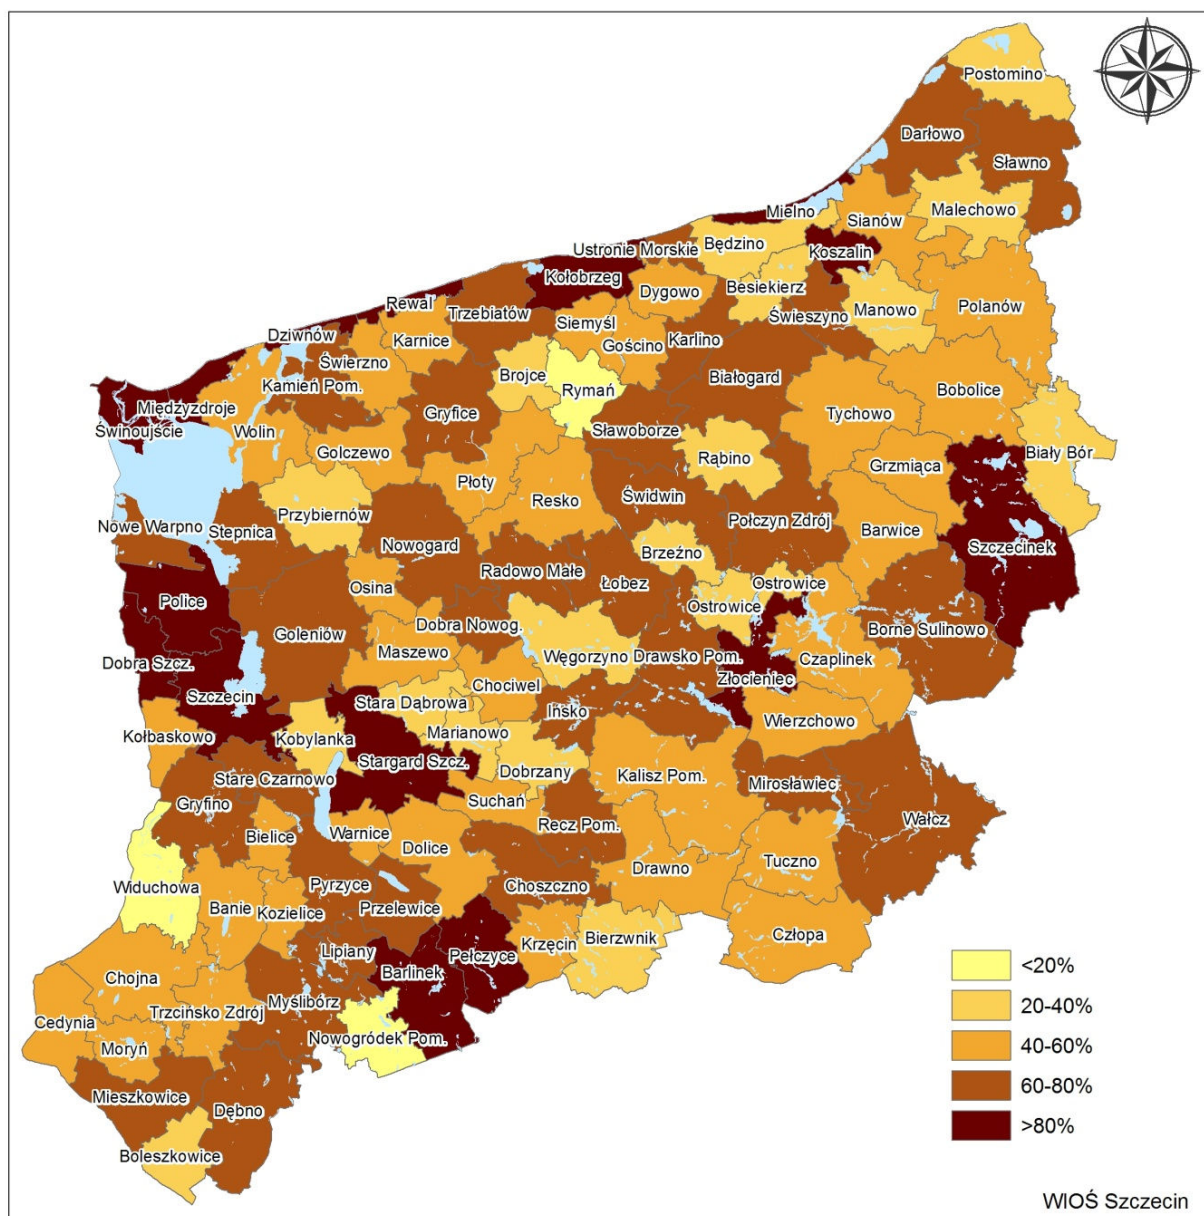 Postomino
Darłowo
Sławno
Mielno
Sianów
Malechowo
Ustronie Morskie
Będzino
Koszalin
Kołobrzeg
Rewal
Trzebiatów
Dygowo
Besiekierz
Świeszyno
Manowo
Polanów
Dziwnów
Karnice
Siemyśl
Gościno
Karlino
Świerzno
Kamień Pom.
Brojce
Rymań
Białogard
Bobolice
Międzyzdroje
Świnoujście
Wolin
Gryfice
Sławoborze
Tychowo
Golczewo
Rąbino
Grzmiąca
Biały Bór
Płoty
Resko
Świdwin
Połczyn Zdrój
Przybiernów
Nowe Warpno
Stepnica
Nowogard
Barwice
Szczecinek
Brzeźno
Radowo Małe
Łobez
Ostrowice
Osina
Police
Ostrowice
Goleniów
Dobra Nowog.
Borne Sulinowo
Maszewo
Węgorzyno
Drawsko Pom.
Czaplinek
Dobra Szcz.
Szczecin
Chociwel
Złocieniec
Stara Dąbrowa
Ińsko
Wierzchowo
Kołbaskowo
Kobylanka
Marianowo
Stargard Szcz.
Dobrzany
Kalisz Pom.
Stare Czarnowo
Mirosławiec
Gryfino
Suchań
Recz Pom.
Wałcz
Bielice
Warnice
Dolice
Tuczno
Drawno
Widuchowa
Pyrzyce
Choszczno
Banie
Kozielice
Przelewice
Człopa
Lipiany
Pełczyce
Krzęcin
Bierzwnik
Barlinek
Chojna
Myślibórz
Trzcińsko Zdrój
Cedynia
Nowogródek Pom.
Moryń
Mieszkowice
Dębno
Boleszkowice
<20%
20-40%
40-60%
60-80%
>80%
WIOŚ Szczecin